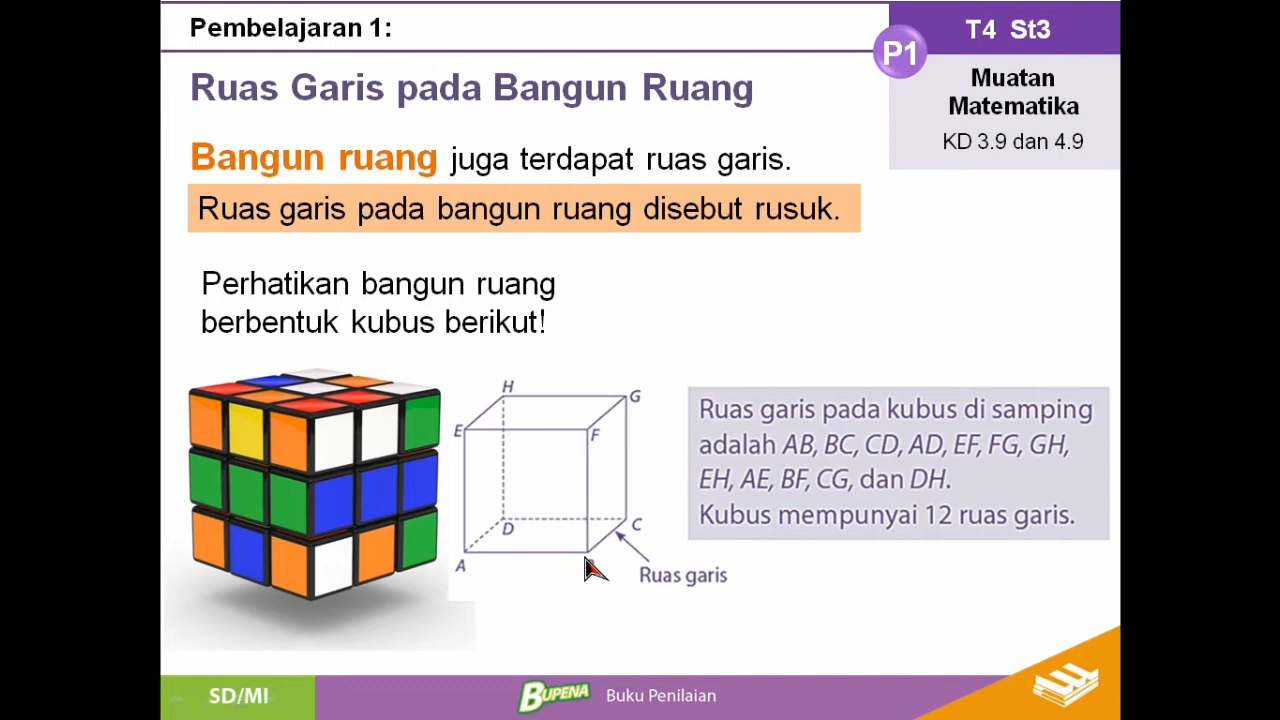 Pembelajaran 1:
T4 St3
P1
Muatan
Matematika
KD 3.9 dan 4.9
Ruas Garis pada Bangun Ruang
Bangun ruang juga terdapat ruas garis.
Ruas garis pada bangun ruang disebut rusuk.
Perhatikan bangun ruang
berbentuk kubus berikut!
H
G
E
F
D
C
A
Ruas garis
Ruas garis pada kubus di samping
adalah AB, BC, CD, AD, EF, FG, GH,
EH, AE, BF, CG, dan DH.
Kubus mempunyai 12 ruas garis.
SD/MI
BUPENA Buku Penilaian